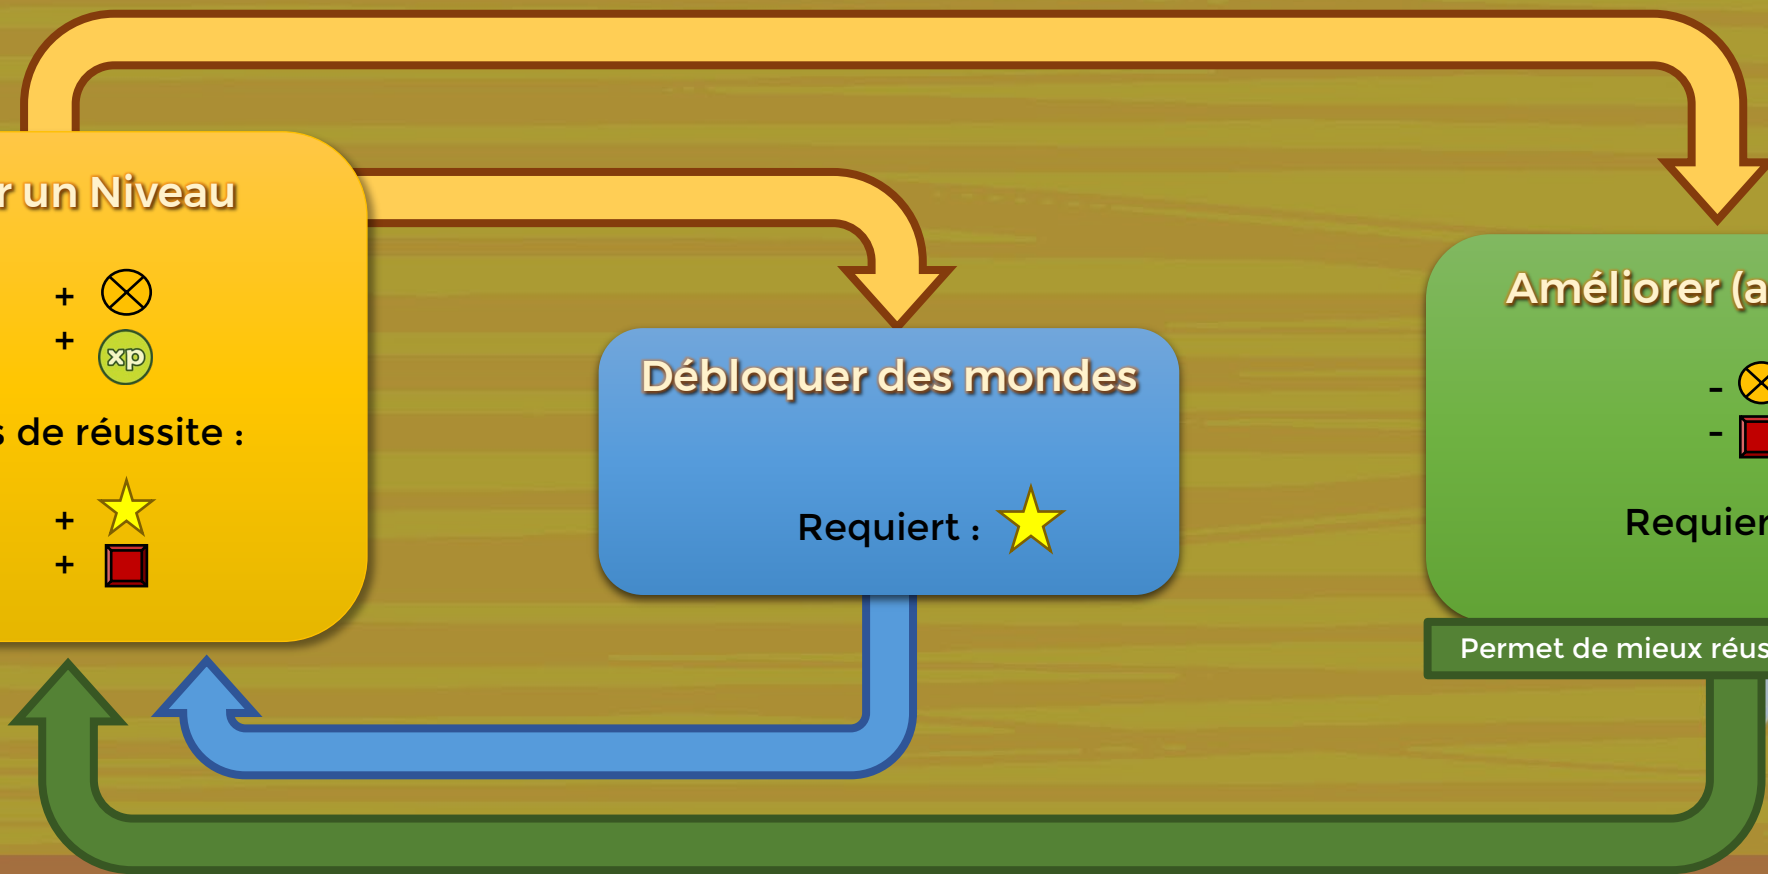 r un Niveau
+
+ xp
s de réussite :
+
+
Débloquer des mondes
Requiert :
Améliorer (a
-
-
Requier
Permet de mieux réus